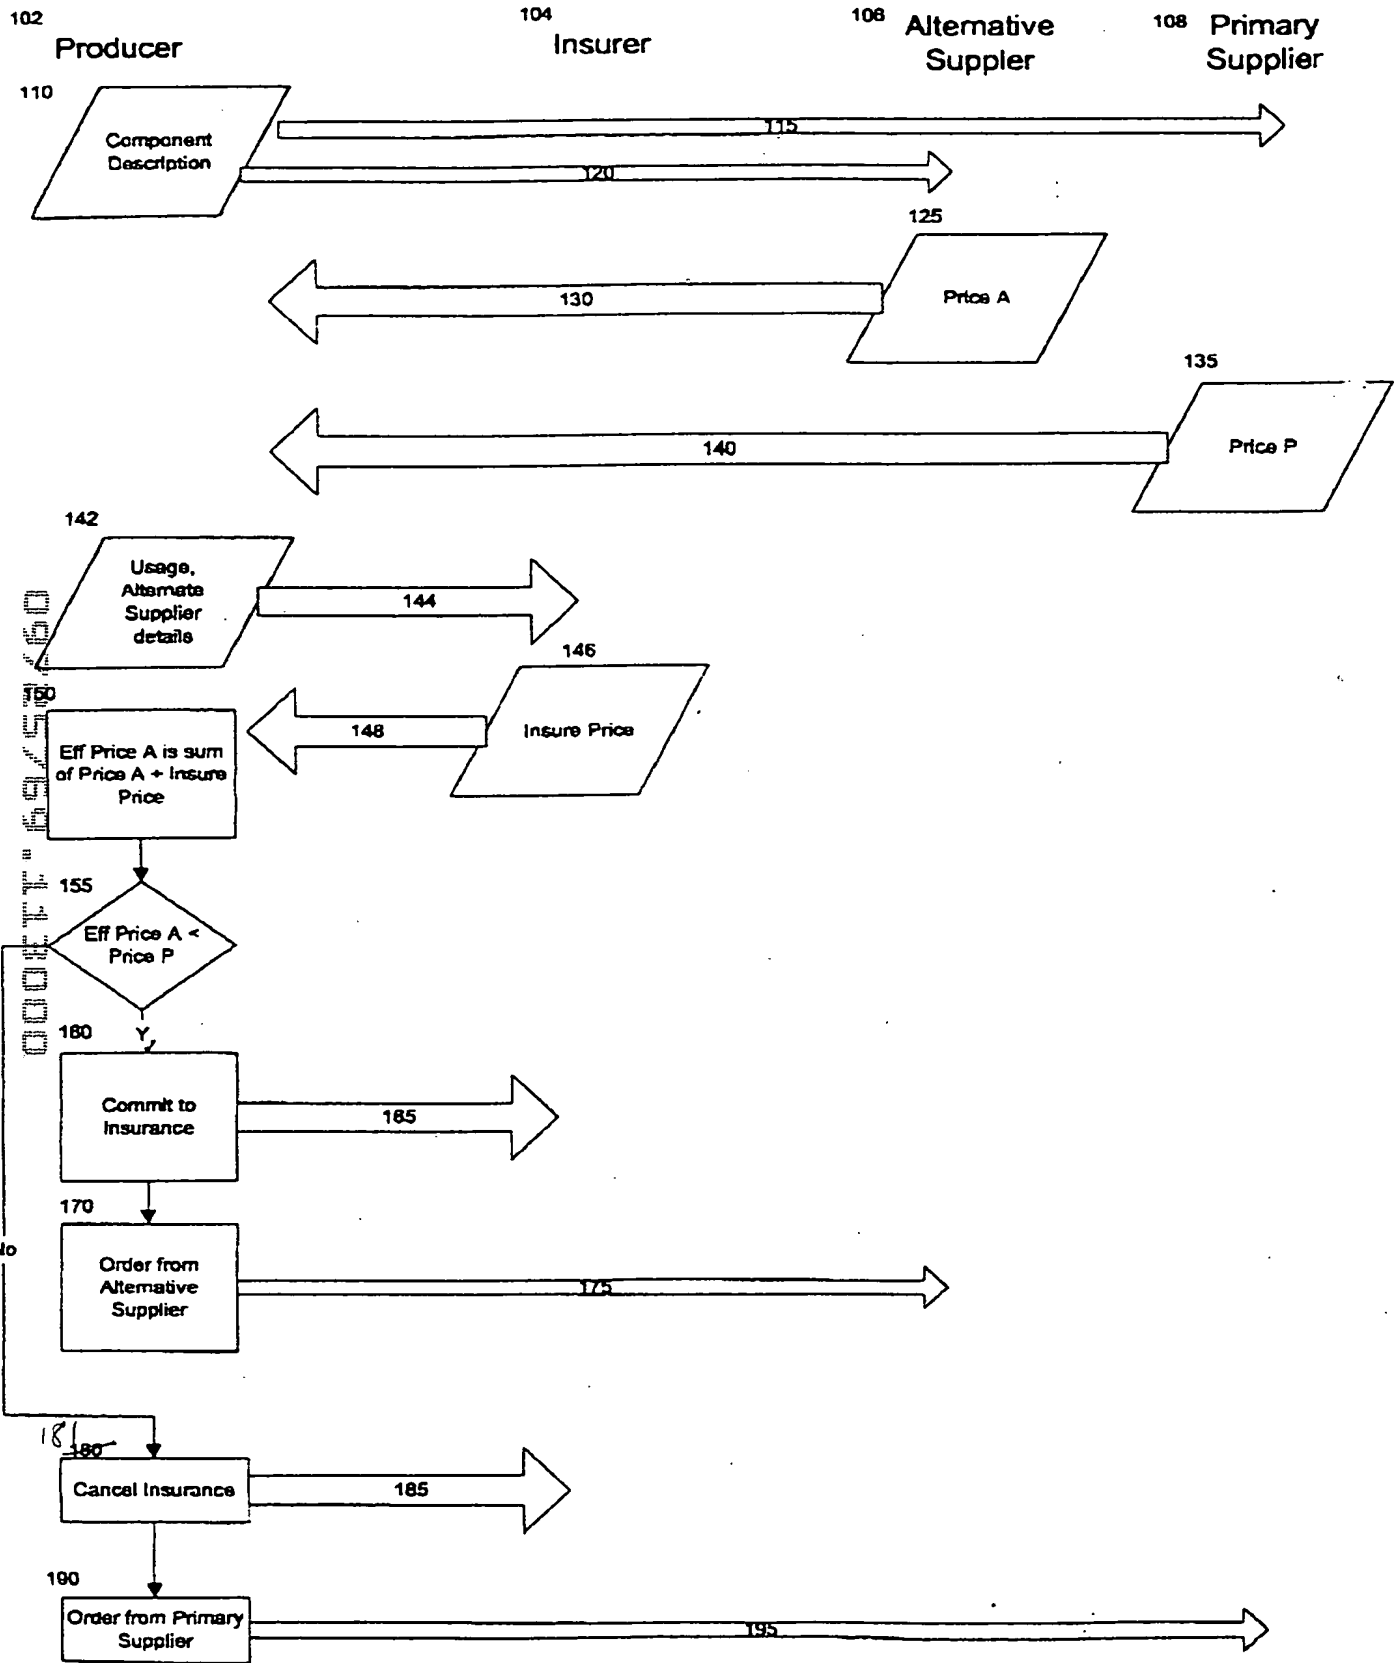 102
Producer
104
Insurer
106
Alternative
Suppler
108
Primary
Supplier
110
Component
Description
115
120
125
Price A
130
135
Price P
140
142
Usage,
Alternate
Supplier
details
144
146
Insure Price
148
150
Eff Price A is sum
of Price A + Insure
Price
155
Eff Price A <
Price P
Y
160
Commit to
Insurance
165
170
Order from
Alternative
Supplier
175
181
180
Cancel Insurance
185
190
Order from Primary
Supplier
195